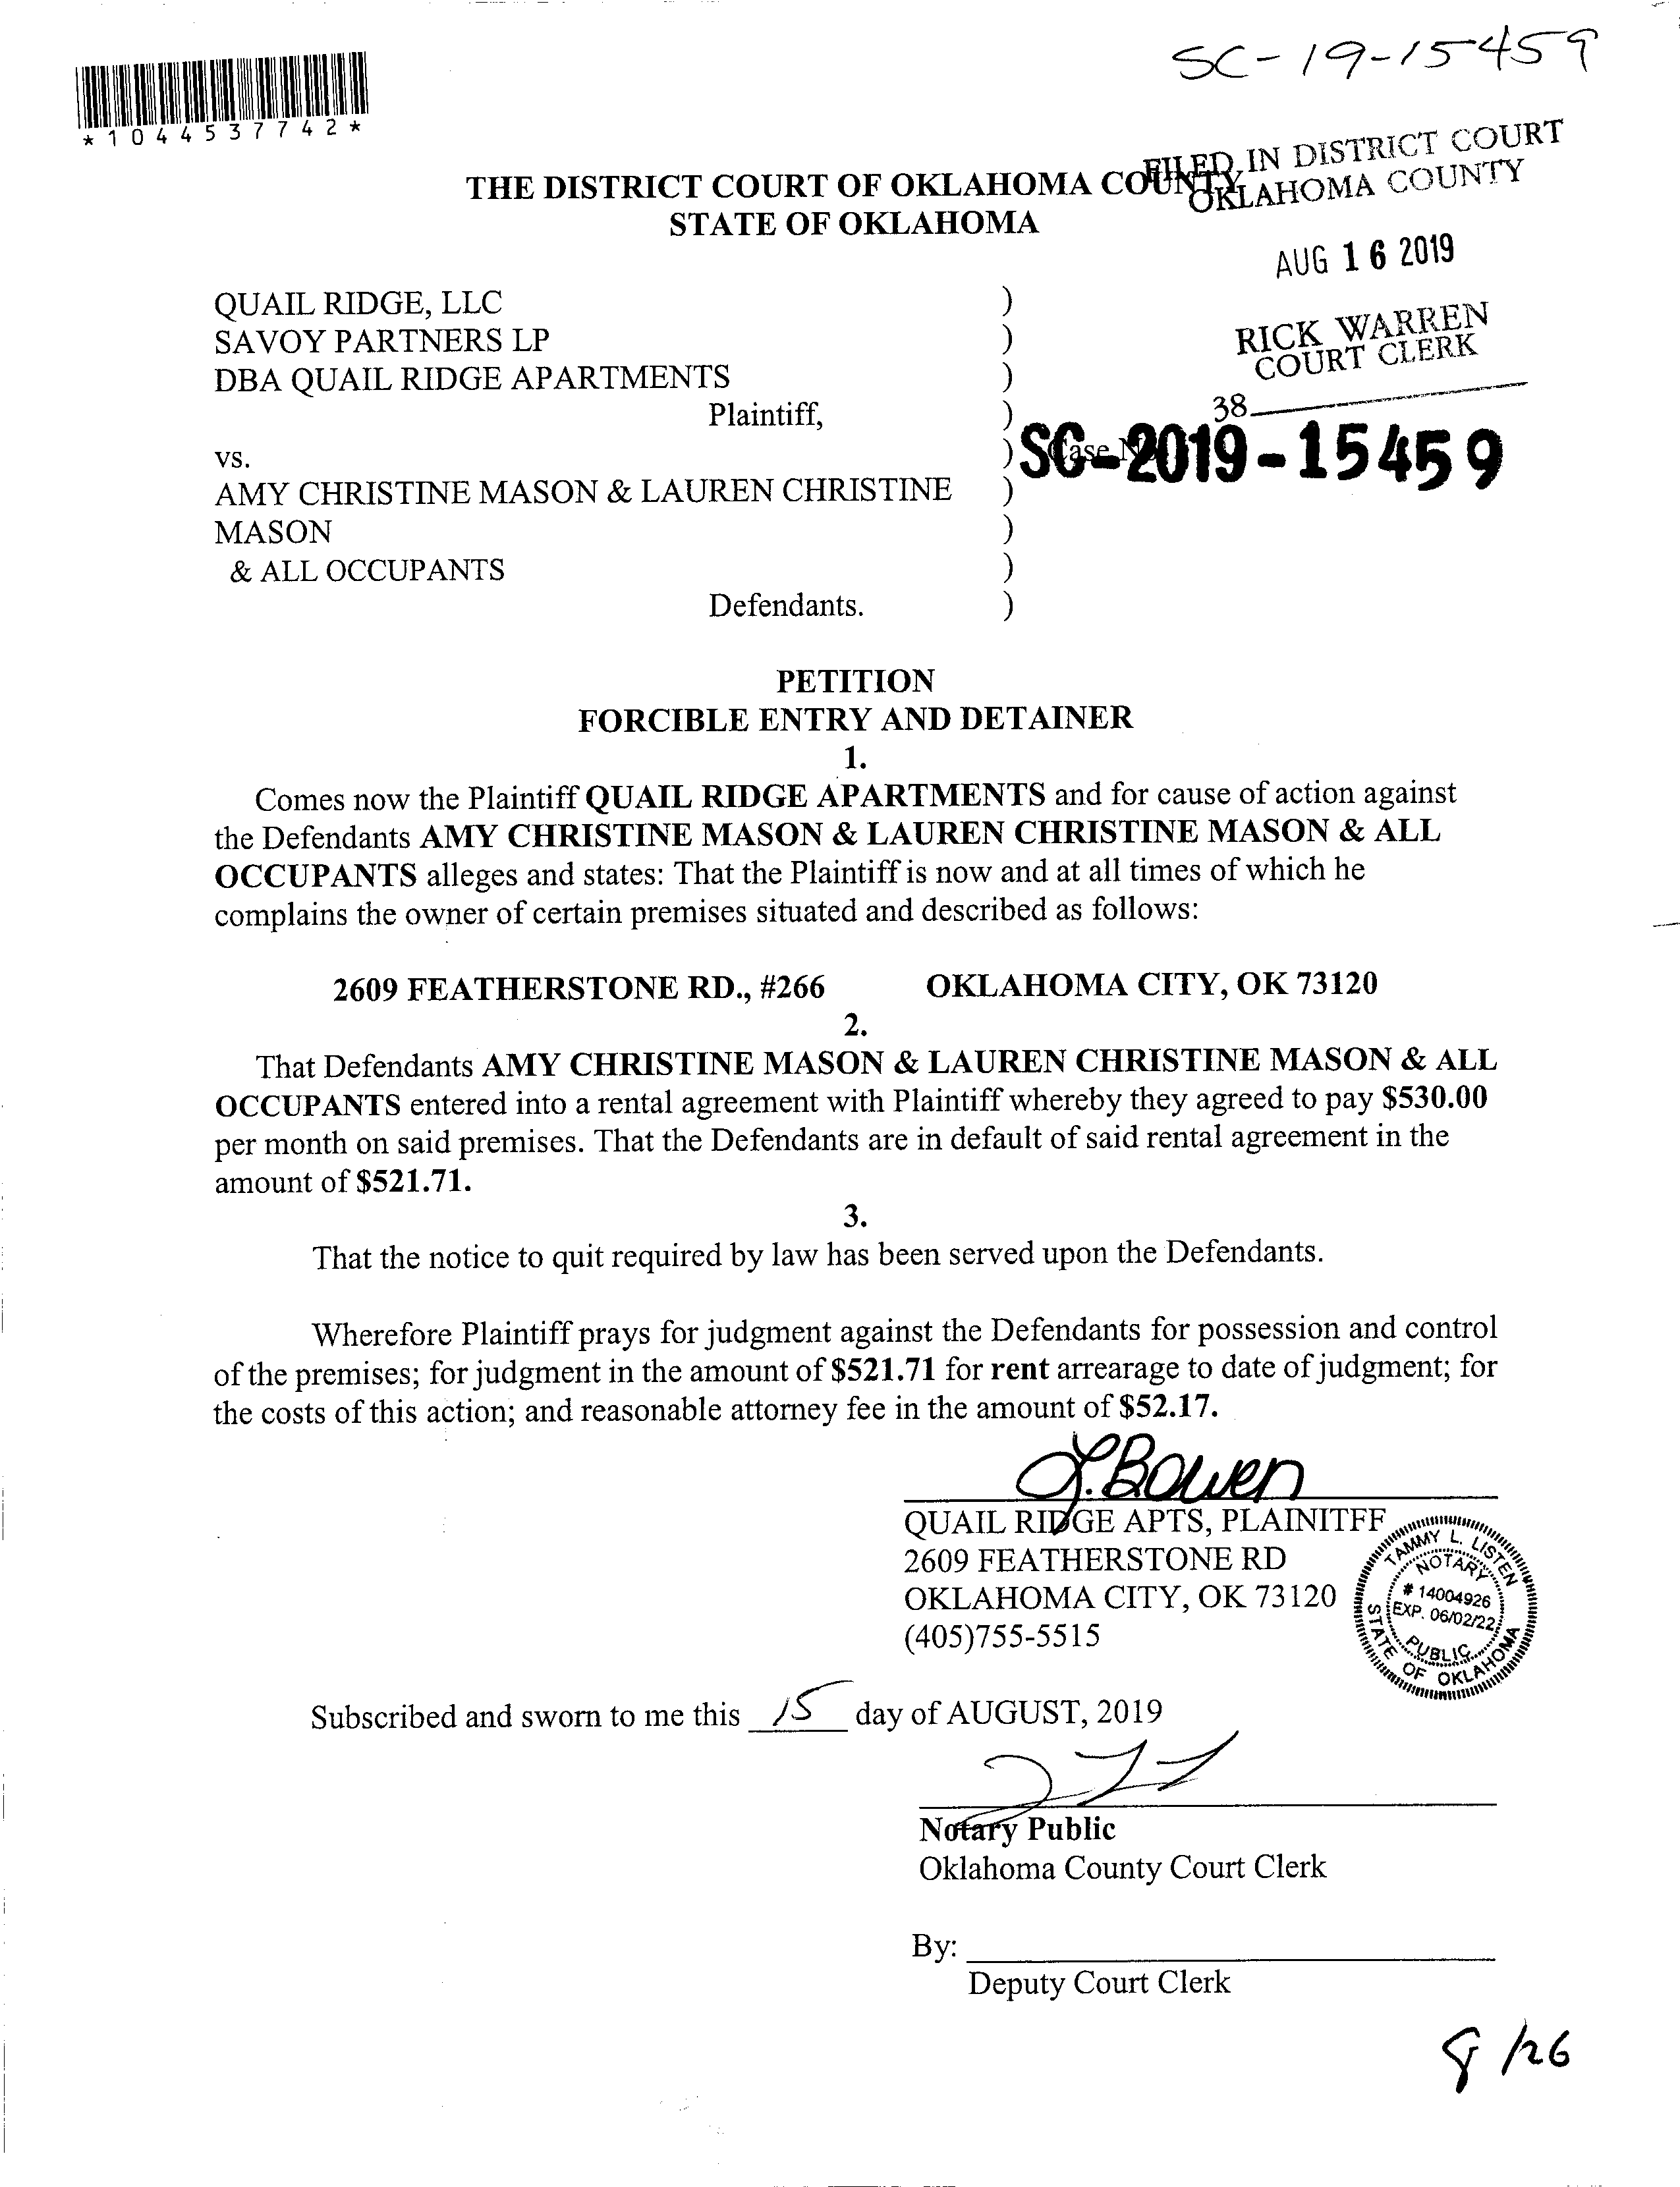 SC-19-15459
*1044537742*
FILED IN DISTRICT COURT
OKLAHOMA COUNTY
THE DISTRICT COURT OF OKLAHOMA COUNTY
STATE OF OKLAHOMA
AUG 16 2019
RICK WARREN
COURT CLERK
38
QUAIL RIDGE, LLC )
SAVOY PARTNERS LP )
DBA QUAIL RIDGE APARTMENTS )
Plaintiff, )
vs. ) Case No SC-2019-15459
AMY CHRISTINE MASON & LAUREN CHRISTINE )
MASON )
& ALL OCCUPANTS )
Defendants. )
PETITION
FORCIBLE ENTRY AND DETAINER
1.
Comes now the Plaintiff QUAIL RIDGE APARTMENTS and for cause of action against
the Defendants AMY CHRISTINE MASON & LAUREN CHRISTINE MASON & ALL
OCCUPANTS alleges and states: That the Plaintiff is now and at all times of which he
complains the owner of certain premises situated and described as follows:
2609 FEATHERSTONE RD., #266 OKLAHOMA CITY, OK 73120
2.
That Defendants AMY CHRISTINE MASON & LAUREN CHRISTINE MASON & ALL
OCCUPANTS entered into a rental agreement with Plaintiff whereby they agreed to pay $530.00
per month on said premises. That the Defendants are in default of said rental agreement in the
amount of $521.71.
3.
That the notice to quit required by law has been served upon the Defendants.
Wherefore Plaintiff prays for judgment against the Defendants for possession and control
of the premises; for judgment in the amount of $521.71 for rent arrearage to date of judgment; for
the costs of this action; and reasonable attorney fee in the amount of $52.17.
L. Bowen
QUAIL RIDGE APTS, PLAINITFF
2609 FEATHERSTONE RD
OKLAHOMA CITY, OK 73120
(405)755-5515
TAMMY L. LISTEN
NOTARY
# 14004926
EXP. 06/02/22
PUBLIC
STATE OF OKLAHOMA
Subscribed and sworn to me this 15 day of AUGUST, 2019
Notary Public
Oklahoma County Court Clerk
By:
Deputy Court Clerk
8/26